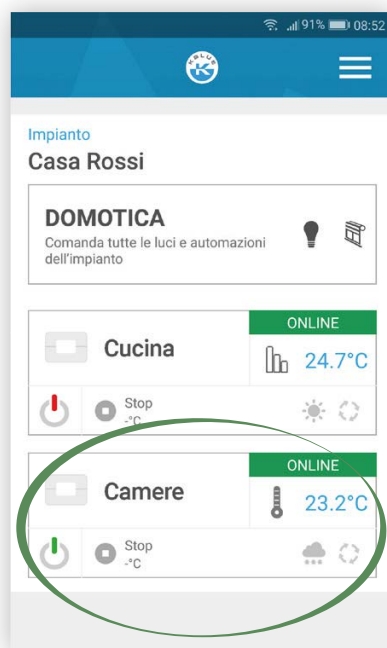 91% 08:52
KBLUE
K
Impianto
Casa Rossi
DOMOTICA
Comanda tutte le luci e automazioni
dell'impianto
ONLINE
Cucina
24.7°C
Stop
-°C
ONLINE
Camere
23.2°C
Stop
-°C